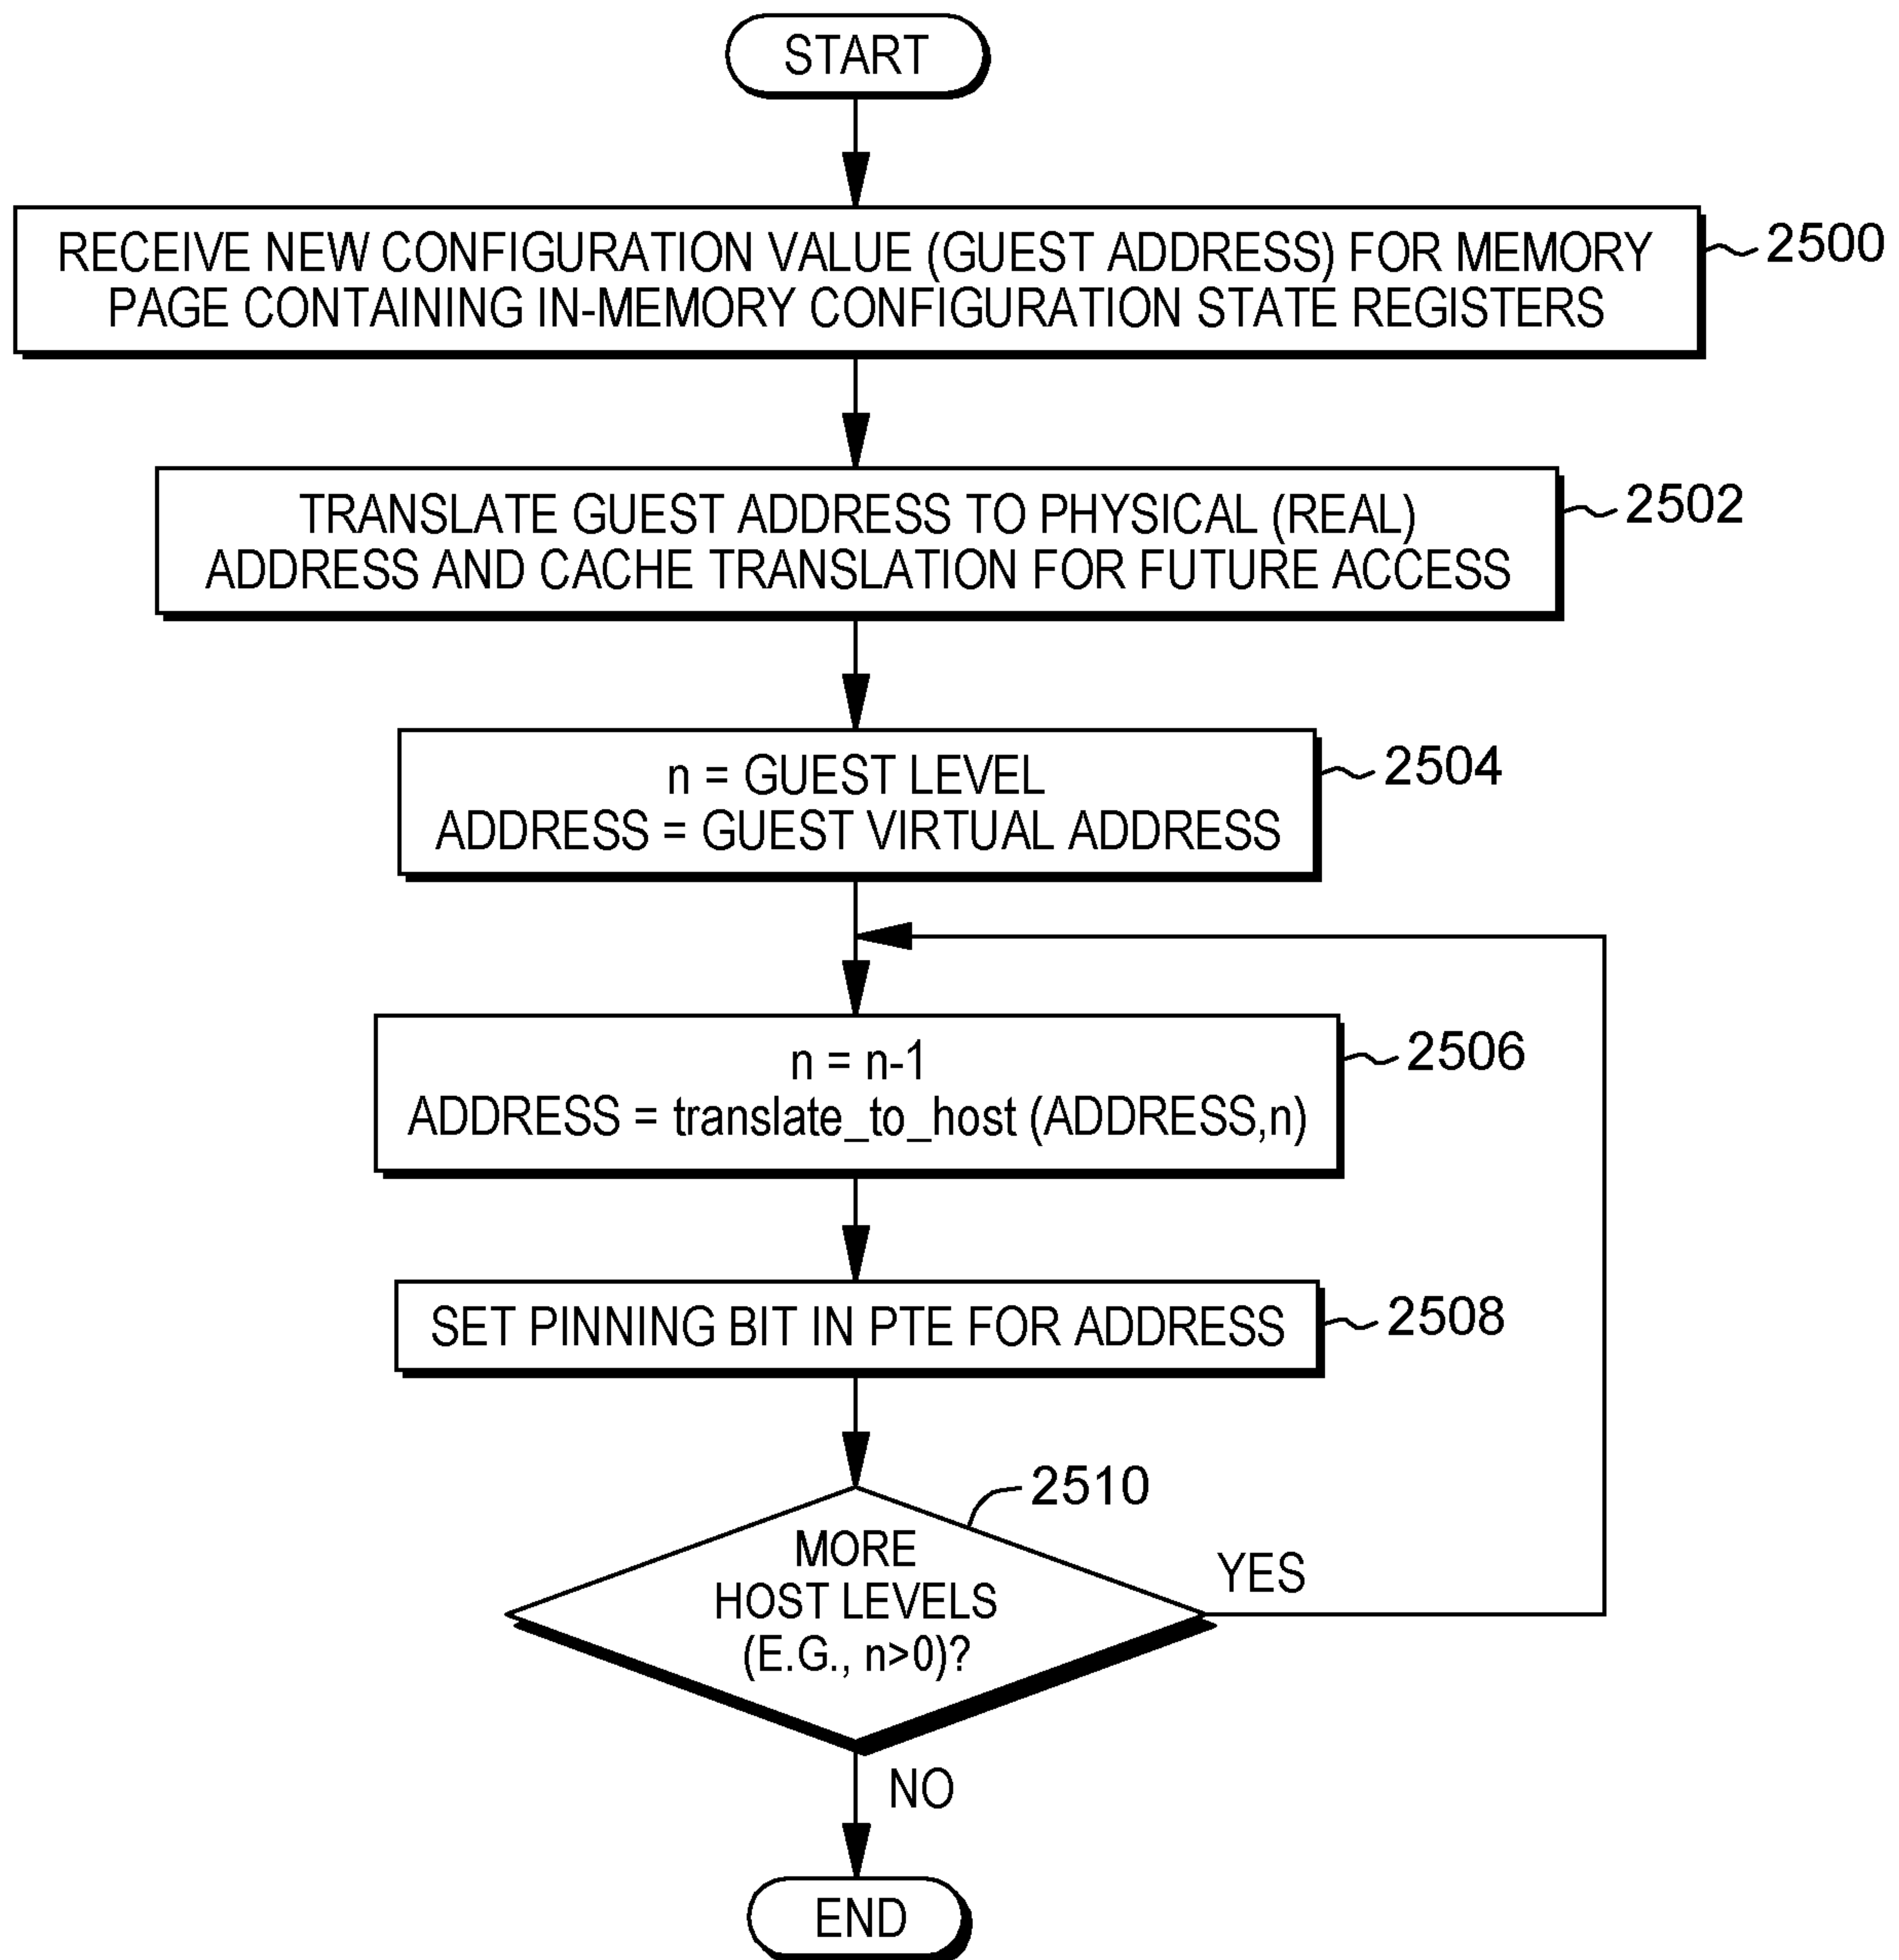 START
RECEIVE NEW CONFIGURATION VALUE (GUEST ADDRESS) FOR MEMORY
PAGE CONTAINING IN-MEMORY CONFIGURATION STATE REGISTERS
2500
TRANSLATE GUEST ADDRESS TO PHYSICAL (REAL)
ADDRESS AND CACHE TRANSLATION FOR FUTURE ACCESS
2502
n = GUEST LEVEL
ADDRESS = GUEST VIRTUAL ADDRESS
2504
n = n-1
ADDRESS = translate_to_host (ADDRESS,n)
2506
SET PINNING BIT IN PTE FOR ADDRESS
2508
2510
MORE
HOST LEVELS
(E.G., n>0)?
YES
NO
END